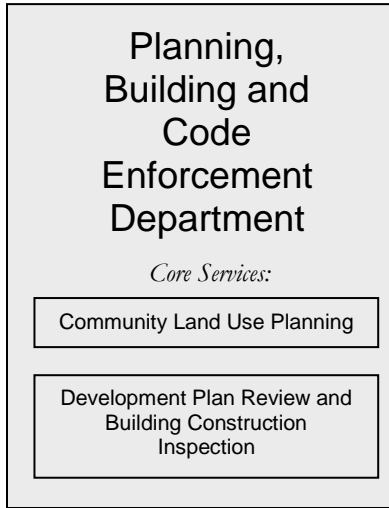 Planning,
Building and
Code
Enforcement
Department
Core Services:
Community Land Use Planning
Development Plan Review and
Building Construction
Inspection